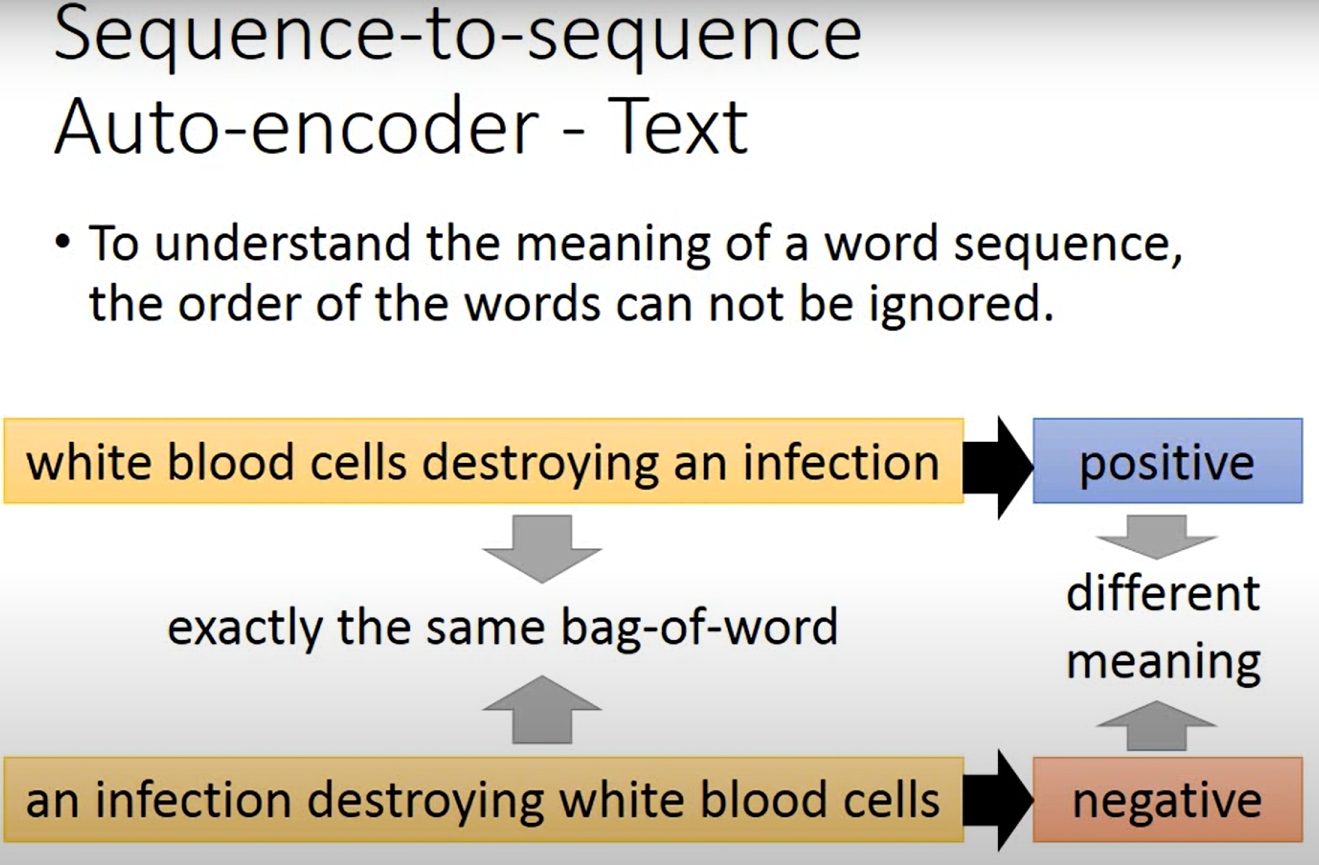 Sequence-to-sequence
Auto-encoder - Text
• To understand the meaning of a word sequence,
the order of the words can not be ignored.
white blood cells destroying an infection
positive
exactly the same bag-of-word
different
meaning
an infection destroying white blood cells
negative